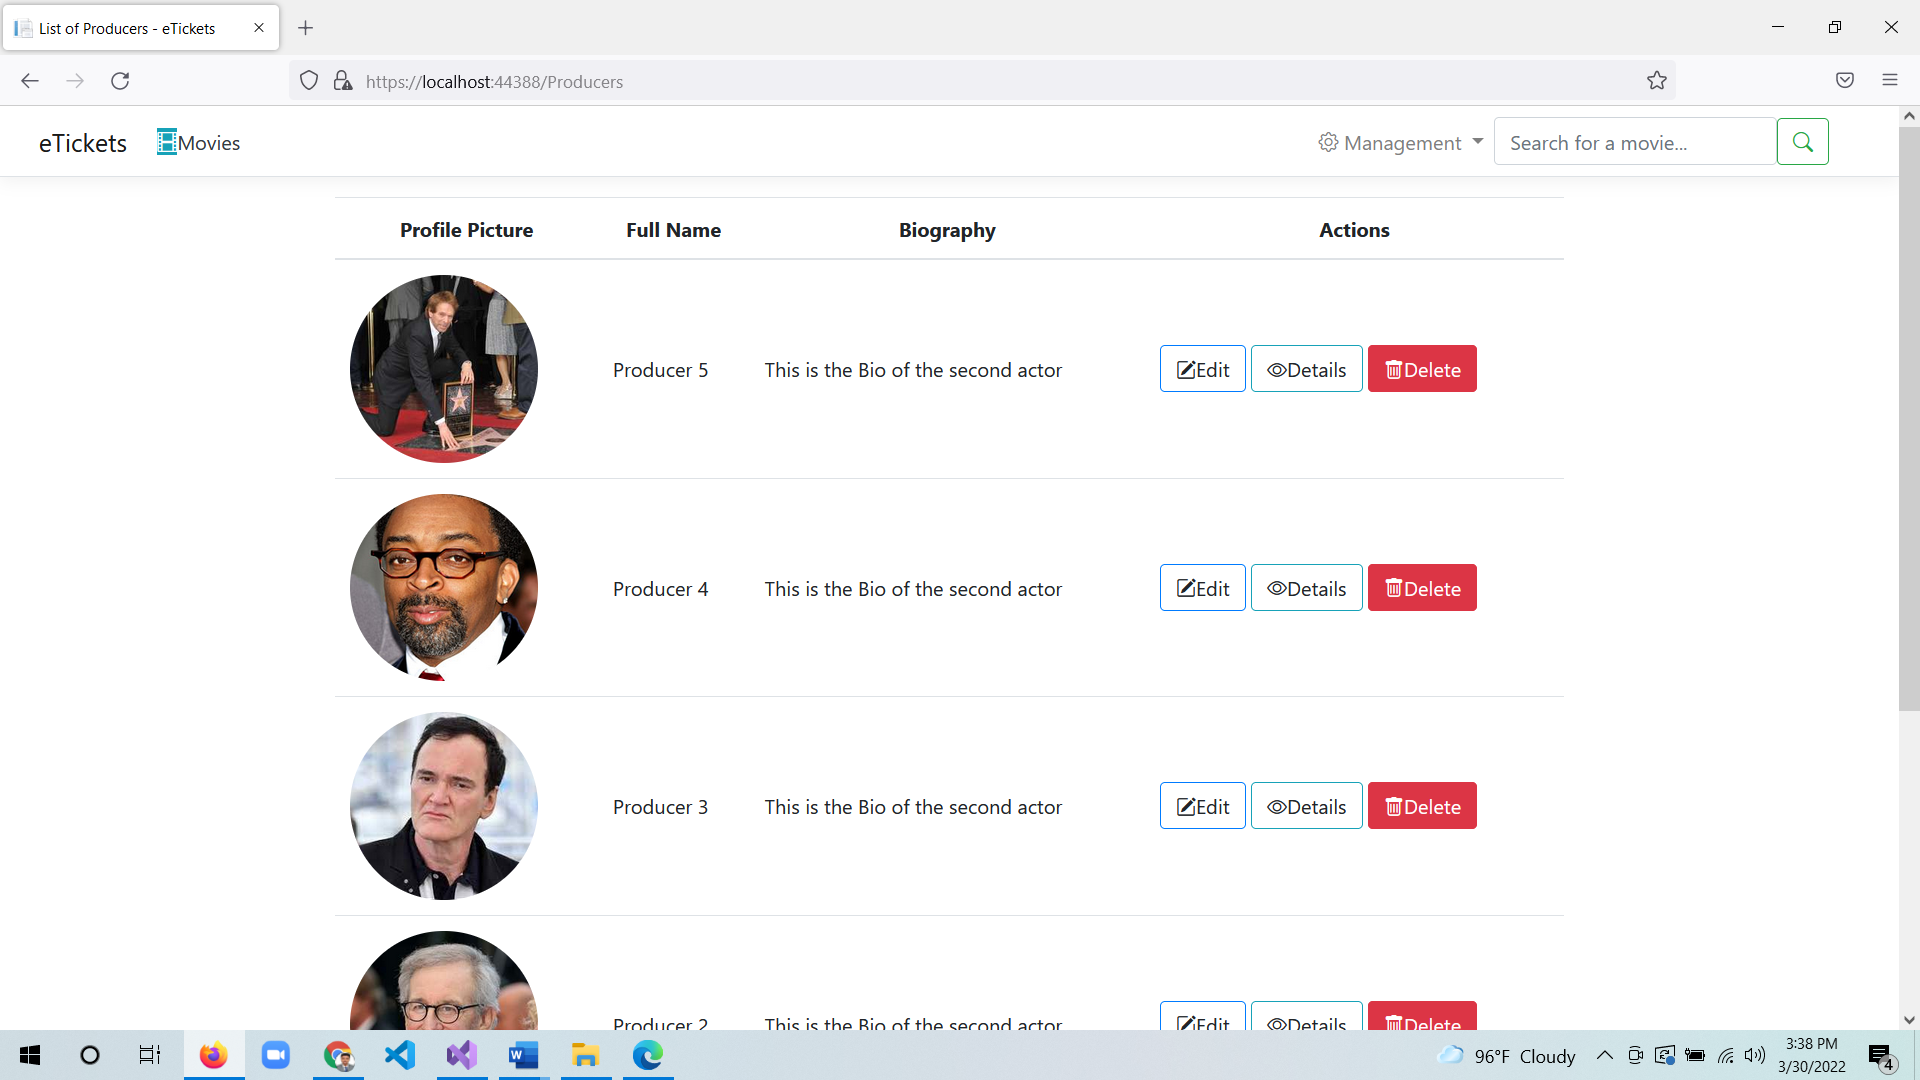 List of Producers - eTickets
https://localhost:44388/Producers
eTickets Movies Management Search for a movie...
Profile Picture Full Name Biography Actions
Producer 5 This is the Bio of the second actor Edit Details Delete
Producer 4 This is the Bio of the second actor Edit Details Delete
Producer 3 This is the Bio of the second actor Edit Details Delete
Producer 2 This is the Bio of the second actor Edit Details Delete
96°F Cloudy
3:38 PM
3/30/2022
4